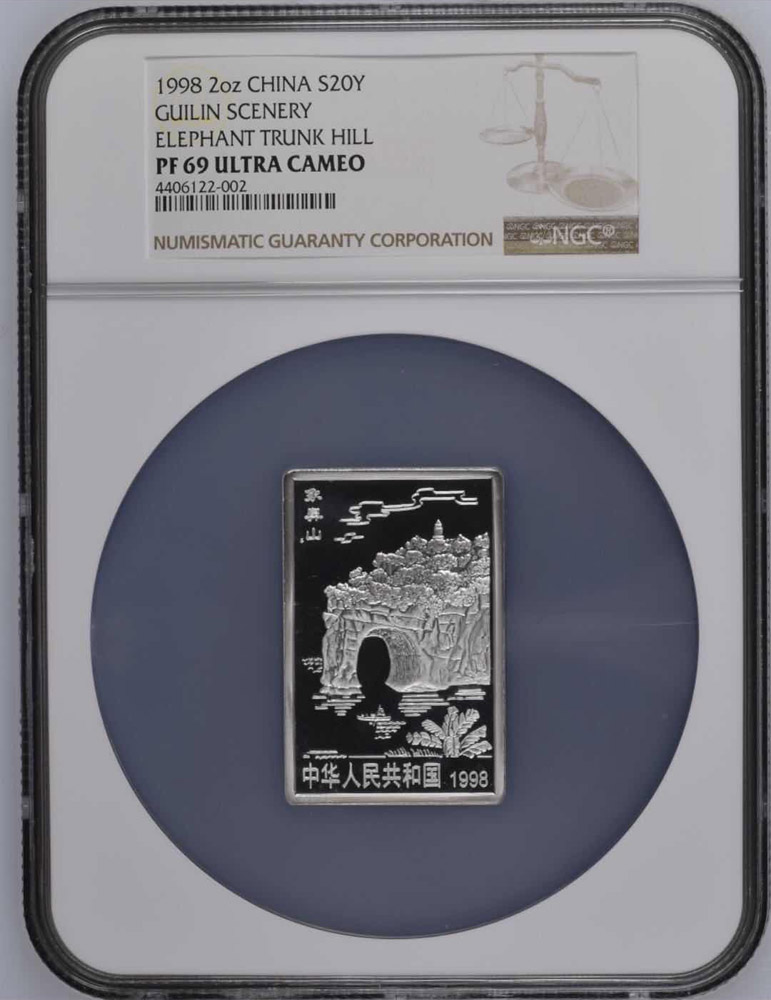 1998 2oz CHINA S20Y
GUILIN SCENERY
ELEPHANT TRUNK HILL
PF 69 ULTRA CAMEO
4406122-002
NUMISMATIC GUARANTY CORPORATION
NGC®
象鼻山
中华人民共和国 1998